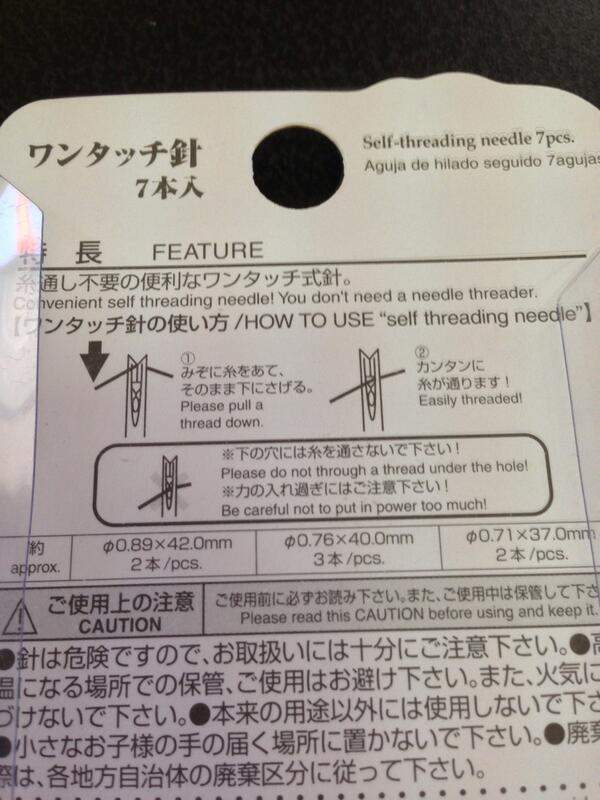 ワンタッチ針
7本入
Self-threading needle 7pcs.
Aguja de hilado seguido 7agujas
特 長 FEATURE
糸通し不要の便利なワンタッチ式針。
Convenient self threading needle! You don't need a needle threader.
【ワンタッチ針の使い方/HOW TO USE “self threading needle”】
①
みぞに糸をあて、
そのまま下にさげる。
Please pull a
thread down.
②
カンタンに
糸が通ります!
Easily threaded!
※下の穴には糸を通さないで下さい!
Please do not through a thread under the hole!
※力の入れ過ぎにはご注意下さい!
Be careful not to put in power too much!
約
approx.
φ0.89×42.0mm
2本/pcs.
φ0.76×40.0mm
3本/pcs.
φ0.71×37.0mm
2本/pcs.
ご使用上の注意
CAUTION
ご使用前に必ずお読み下さい。また、ご使用中は保管して下さ
Please read this CAUTION before using and keep it.
●針は危険ですので、お取扱いには十分にご注意下さい。●高
温になる場所での保管、ご使用はお避け下さい。また、火気に
づけないで下さい。●本来の用途以外には使用しないで下さ
●小さなお子様の手の届く場所に置かないで下さい。●廃棄
際は、各地方自治体の廃棄区分に従って下さい。